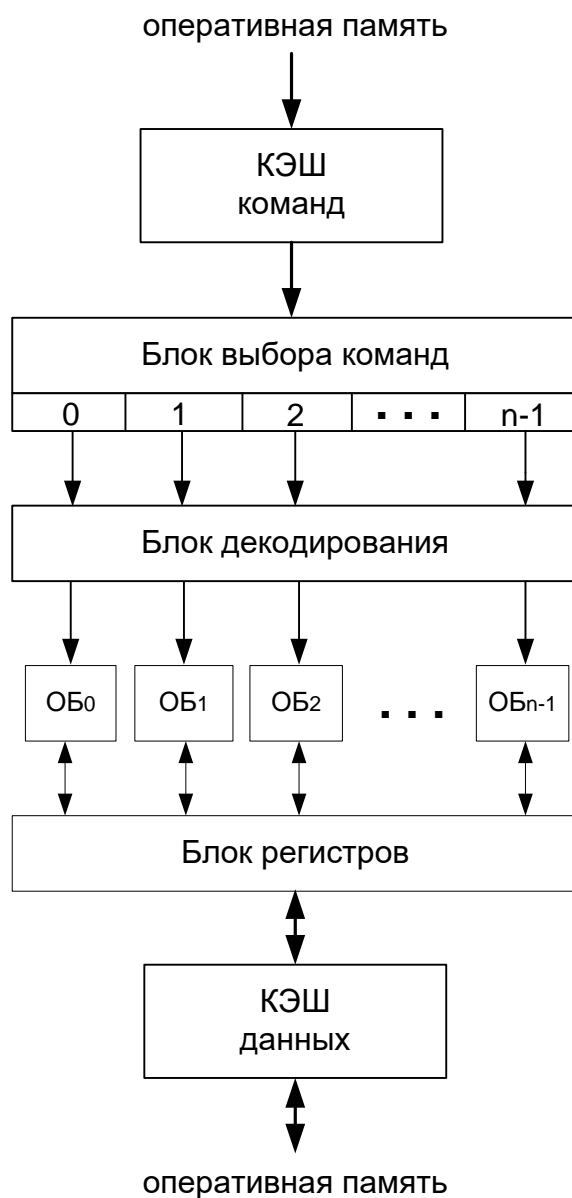 оперативная память
КЭШ
команд
Блок выбора команд
0 1 2 . . . n-1
Блок декодирования
ОБ0 ОБ1 ОБ2 . . . ОБn-1
Блок регистров
КЭШ
данных
оперативная память